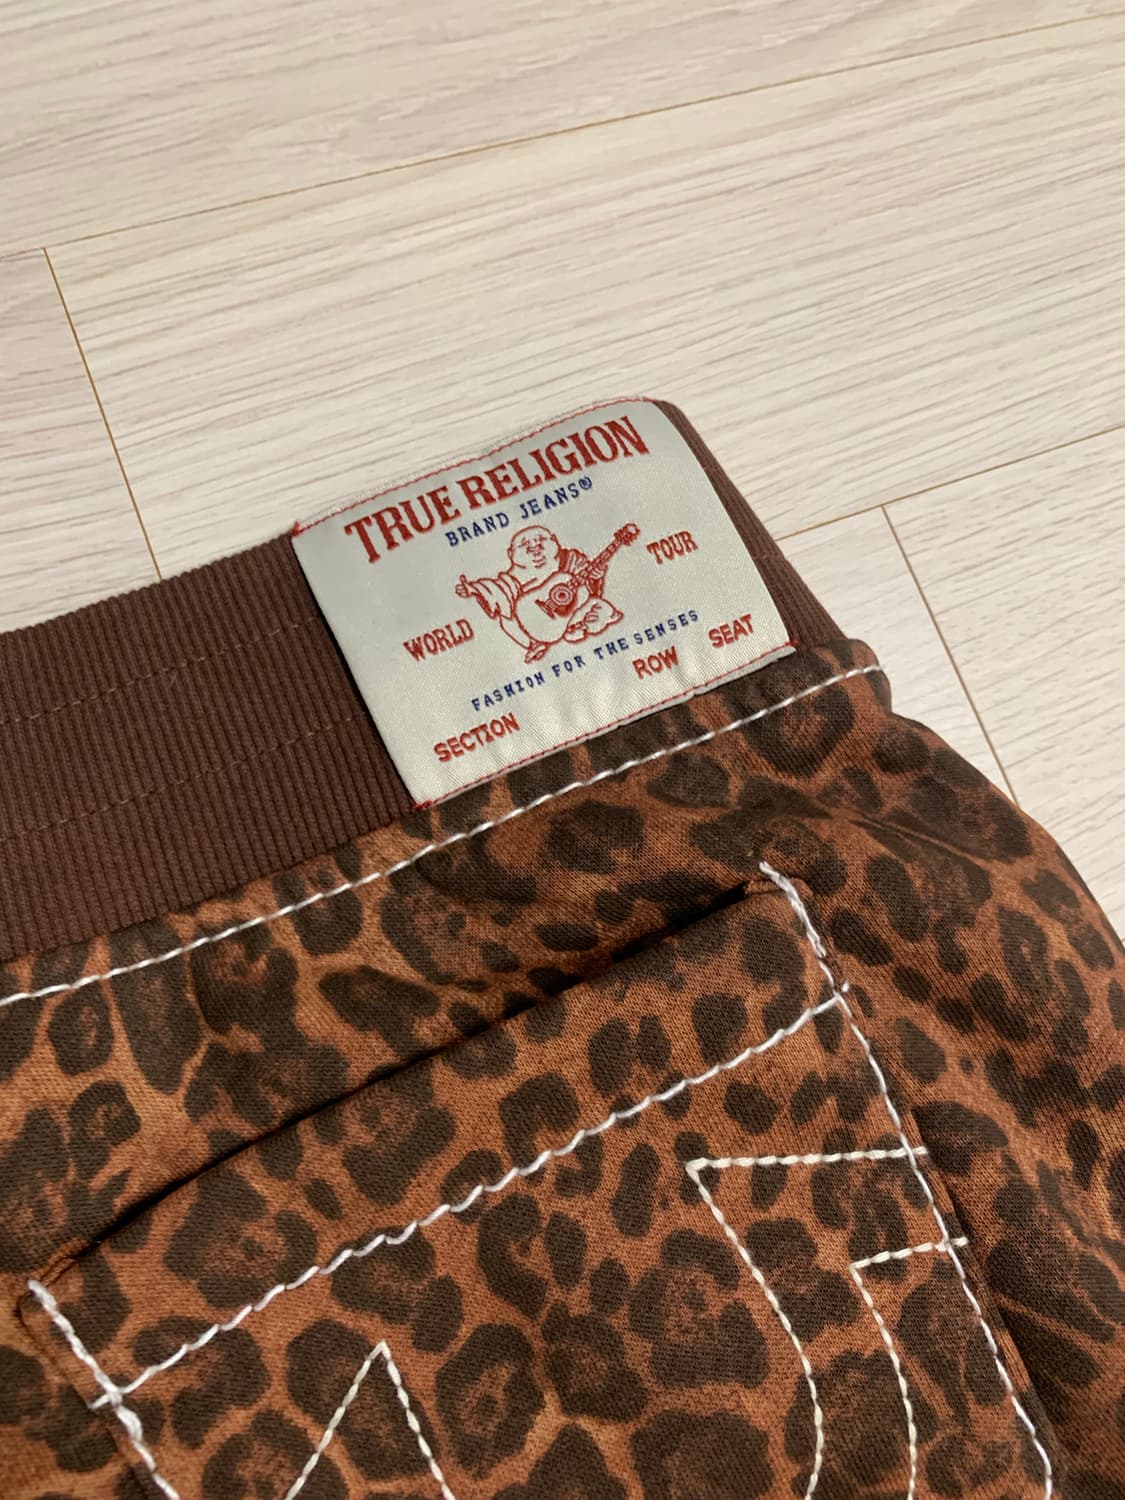 TRUE RELIGION
BRAND JEANS®
WORLD TOUR
FASHION FOR THE SENSES
SECTION ROW SEAT